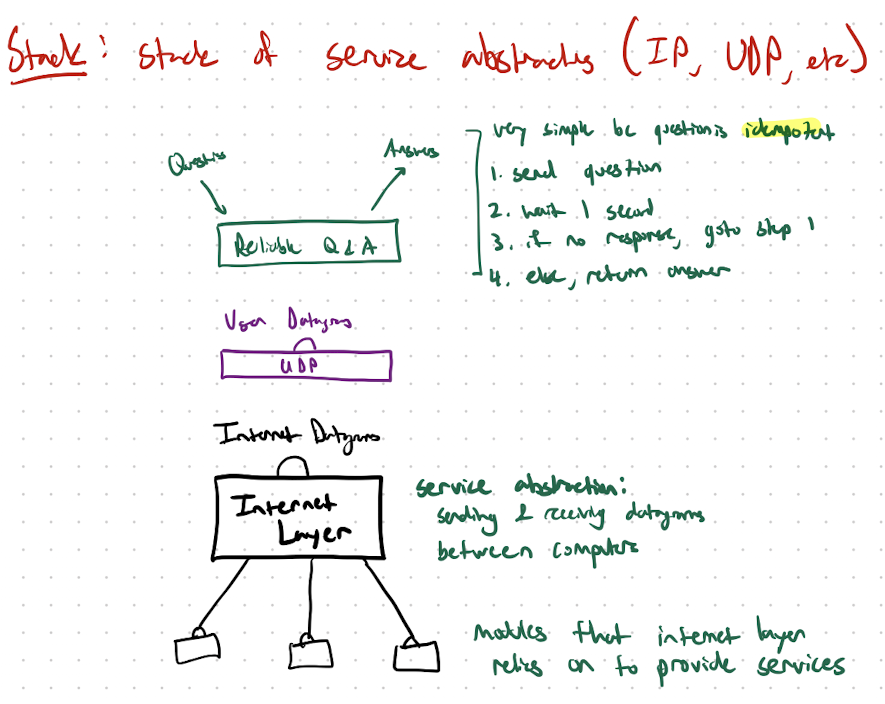 Stack: stack of service abstractions (IP, UDP, etc)
Questions
Answers
Reliable Q & A
very simple bc question is idempotent
1. send question
2. wait 1 second
3. if no response, goto step 1
4. else, return answer
User Datagrams
UDP
Internet Datagrams
Internet
Layer
service abstraction:
sending & receiving datagrams
between computers
modules that internet layer
relies on to provide services